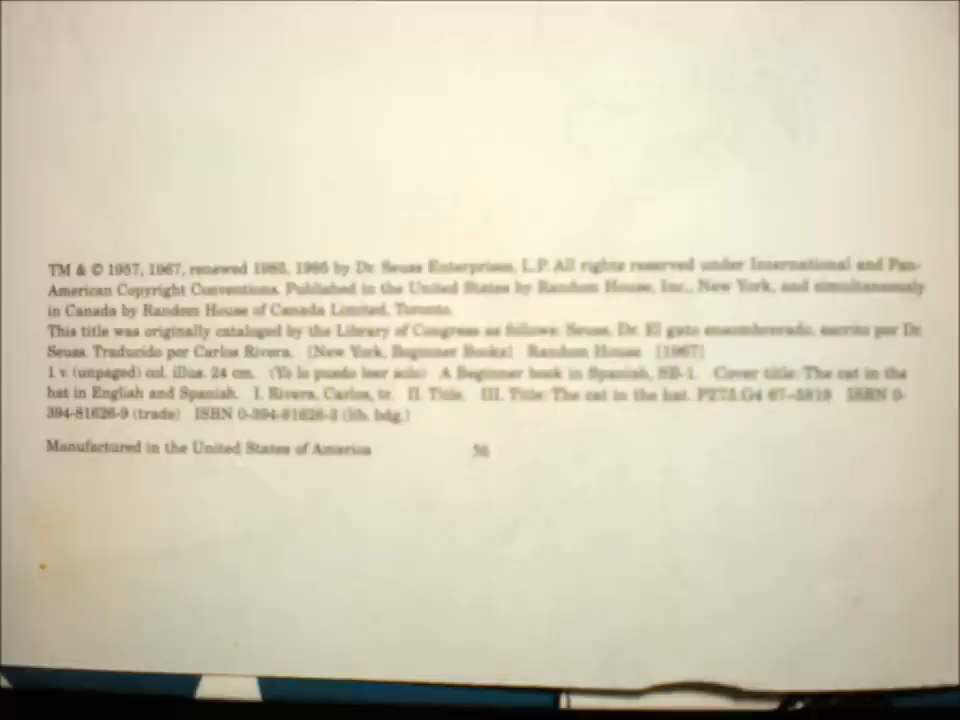 TM & © 1957, 1967, renewed 1985, 1995 by Dr. Seuss Enterprises, L.P. All rights reserved under International and Pan-
American Copyright Conventions. Published in the United States by Random House, Inc., New York, and simultaneously
in Canada by Random House of Canada Limited, Toronto.
This title was originally cataloged by the Library of Congress as follows: Seuss, Dr. El gato ensombrerado, escrito por Dr.
Seuss. Traducido por Carlos Rivera. [New York, Beginner Books] Random House [1967]
1 v (unpaged) col. illus. 24 cm. (Yo lo puedo leer solo) A Beginner book in Spanish, SB-1. Cover title: The cat in the
hat in English and Spanish. I. Rivera, Carlos, tr. II. Title. III. Title: The cat in the hat. PZ73.G4 67-5819 ISBN 0-
394-81626-9 (trade) ISBN 0-394-91626-3 (lib. bdg.)
Manufactured in the United States of America 56